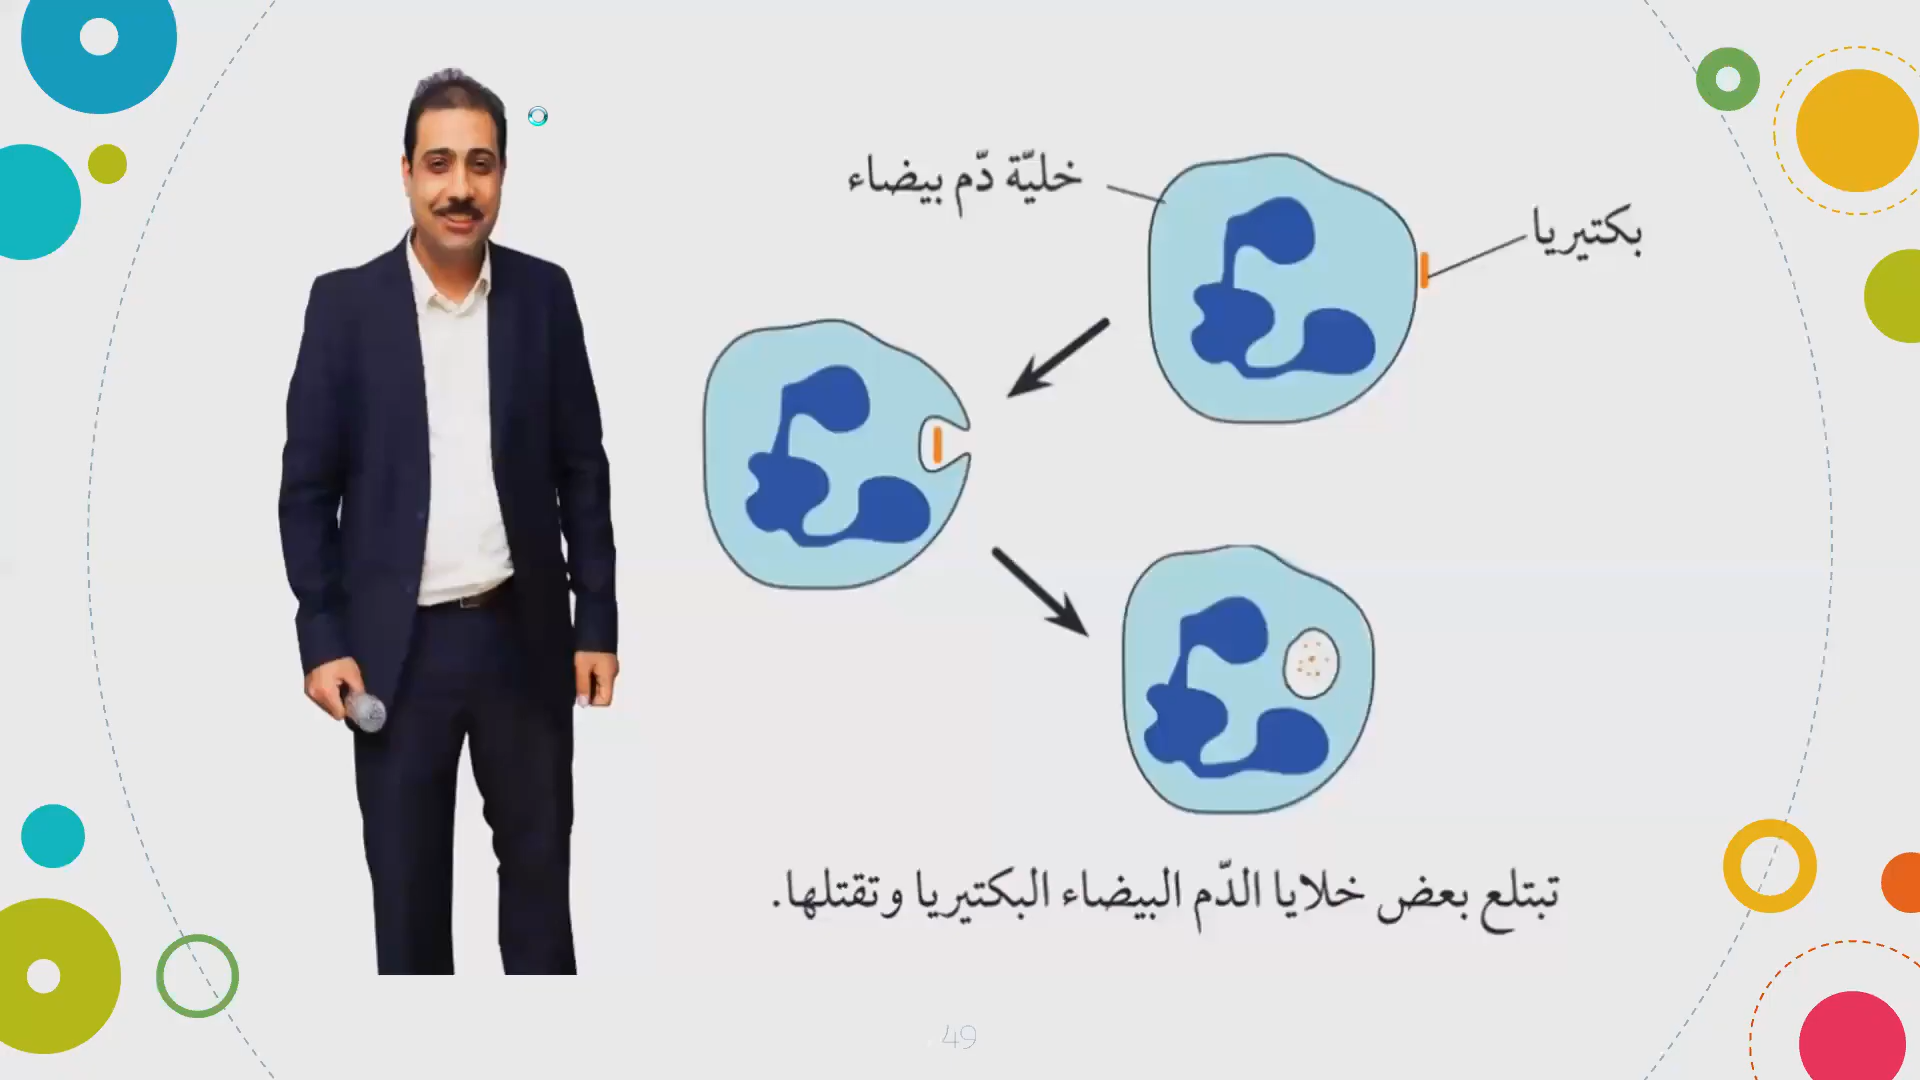 خليّة دّم بيضاء
بكتيريا
تبتلع بعض خلايا الدّم البيضاء البكتيريا وتقتلها.
49